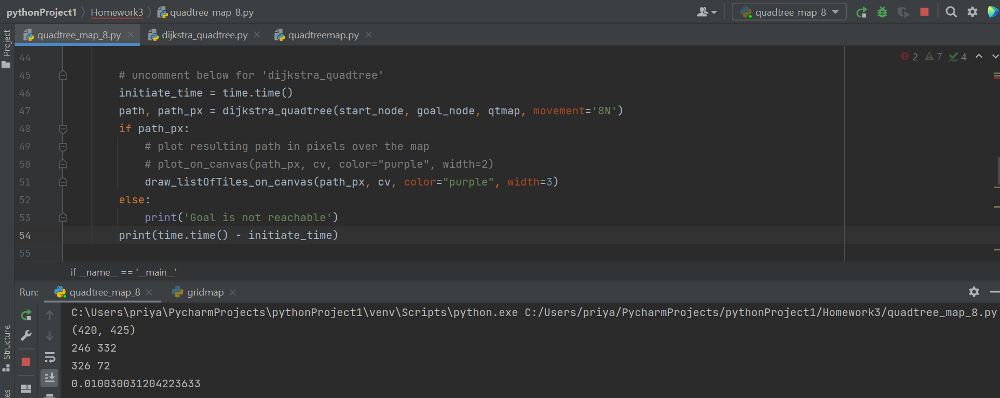 pythonProject1 Homework3 quadtree_map_8.py quadtree_map_8
quadtree_map_8.py dijkstra_quadtree.py quadtreemap.py
Project
44 2 7 4
45 # uncomment below for 'dijkstra_quadtree'
46 initiate_time = time.time()
47 path, path_px = dijkstra_quadtree(start_node, goal_node, qtmap, movement='8N')
48 if path_px:
49 # plot resulting path in pixels over the map
50 # plot_on_canvas(path_px, cv, color="purple", width=2)
51 draw_listOfTiles_on_canvas(path_px, cv, color="purple", width=3)
52 else:
53 print('Goal is not reachable')
54 print(time.time() - initiate_time)
55
if __name__ == '__main__'
Run: quadtree_map_8 gridmap
C:\Users\priya\PycharmProjects\pythonProject1\venv\Scripts\python.exe C:/Users/priya/PycharmProjects/pythonProject1/Homework3/quadtree_map_8.py
(420, 425)
246 332
326 72
0.010030031204223633
Structure